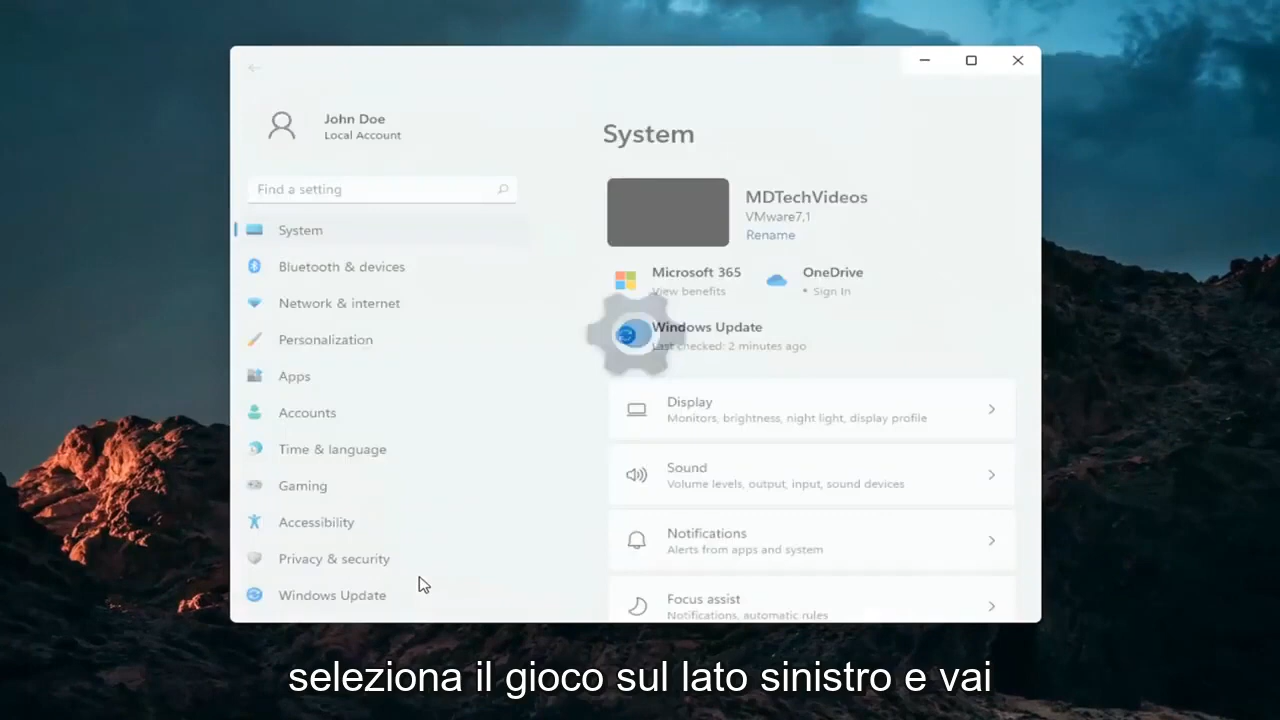 John Doe
Local Account
System
Find a setting
MDTechVideos
VMware7,1
Rename
System
Bluetooth & devices
Microsoft 365
View benefits
OneDrive
• Sign In
Network & internet
Windows Update
Last checked: 2 minutes ago
Personalization
Apps
Display
Monitors, brightness, night light, display profile
Accounts
Time & language
Sound
Volume levels, output, input, sound devices
Gaming
Accessibility
Notifications
Alerts from apps and system
Privacy & security
Windows Update
Focus assist
Notifications, automatic rules
seleziona il gioco sul lato sinistro e vai